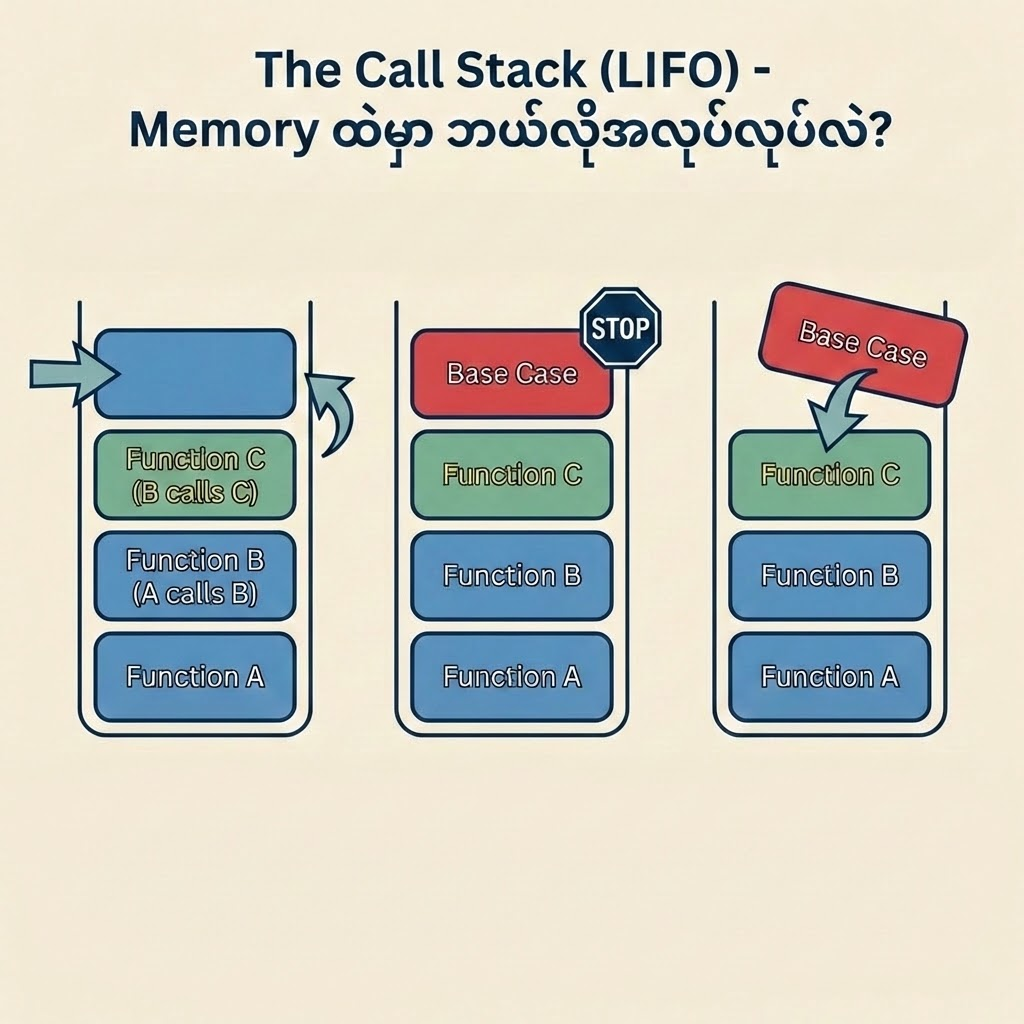 The Call Stack (LIFO) -
Memory ထဲမှာ ဘယ်လိုအလုပ်လုပ်လဲ?
Function C
(B calls C)
Function B
(A calls B)
Function A
STOP
Base Case
Function C
Function B
Function A
Base Case
Function C
Function B
Function A